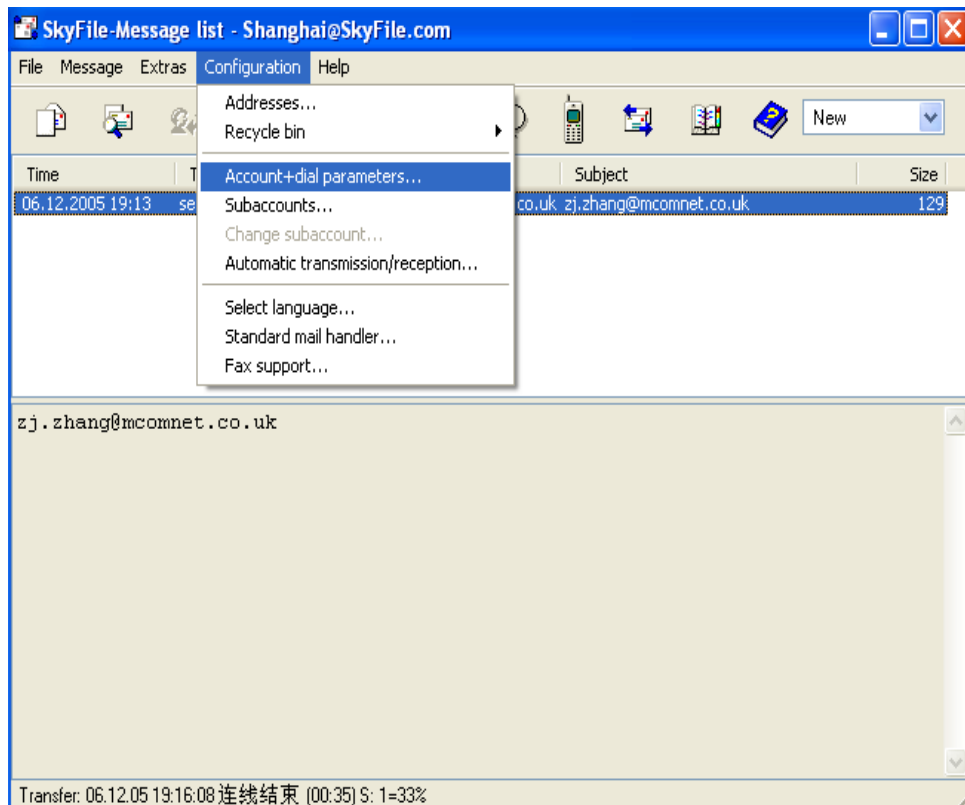 SkyFile-Message list - Shanghai@SkyFile.com
File Message Extras Configuration Help
New
Addresses...
Recycle bin
Account+dial parameters...
Subaccounts...
Change subaccount...
Automatic transmission/reception...
Select language...
Standard mail handler...
Fax support...
Time T Subject Size
06.12.2005 19:13 se co.uk zj.zhang@mcomnet.co.uk 129
zj.zhang@mcomnet.co.uk
Transfer: 06.12.05 19:16:08 连线结束 (00:35) S: 1=33%